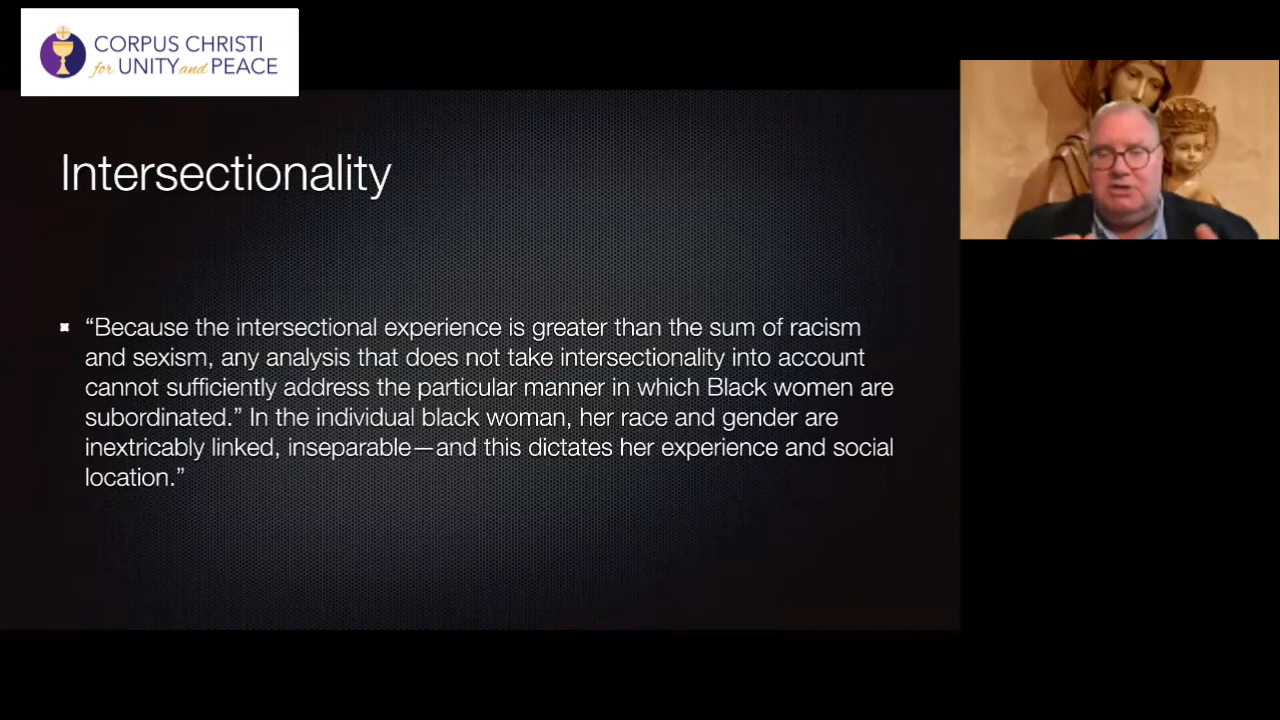 CORPUS CHRISTI
for UNITY and PEACE
Intersectionality
“Because the intersectional experience is greater than the sum of racism
and sexism, any analysis that does not take intersectionality into account
cannot sufficiently address the particular manner in which Black women are
subordinated.” In the individual black woman, her race and gender are
inextricably linked, inseparable—and this dictates her experience and social
location.”